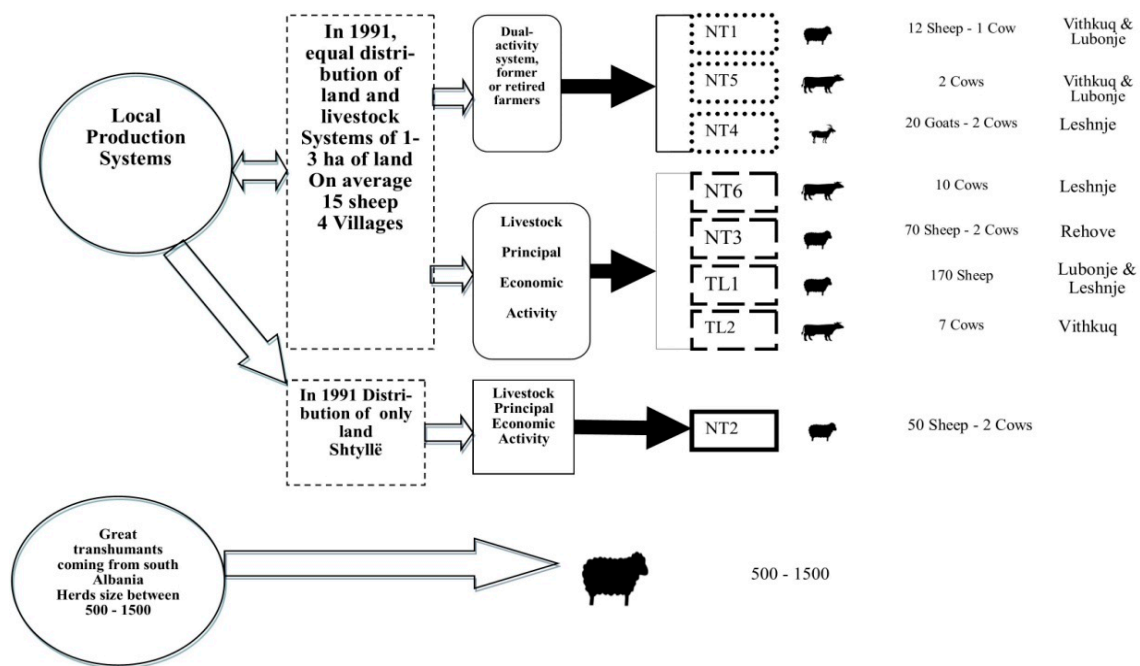 Local
Production
Systems
In 1991,
equal distri-
bution of
land and
livestock
Systems of 1-
3 ha of land
On average
15 sheep
4 Villages
Dual-
activity
system,
former
or retired
farmers
NT1
12 Sheep - 1 Cow
Vithkuq &
Lubonje
NT5
2 Cows
Vithkuq &
Lubonje
NT4
20 Goats - 2 Cows
Leshnje
Livestock
Principal
Economic
Activity
NT6
10 Cows
Leshnje
NT3
70 Sheep - 2 Cows
Rehove
TL1
170 Sheep
Lubonje &
Leshnje
TL2
7 Cows
Vithkuq
In 1991 Distri-
bution of only
land
Shtyllë
Livestock
Principal
Economic
Activity
NT2
50 Sheep - 2 Cows
Great
transhumants
coming from south
Albania
Herds size between
500 - 1500
500 - 1500